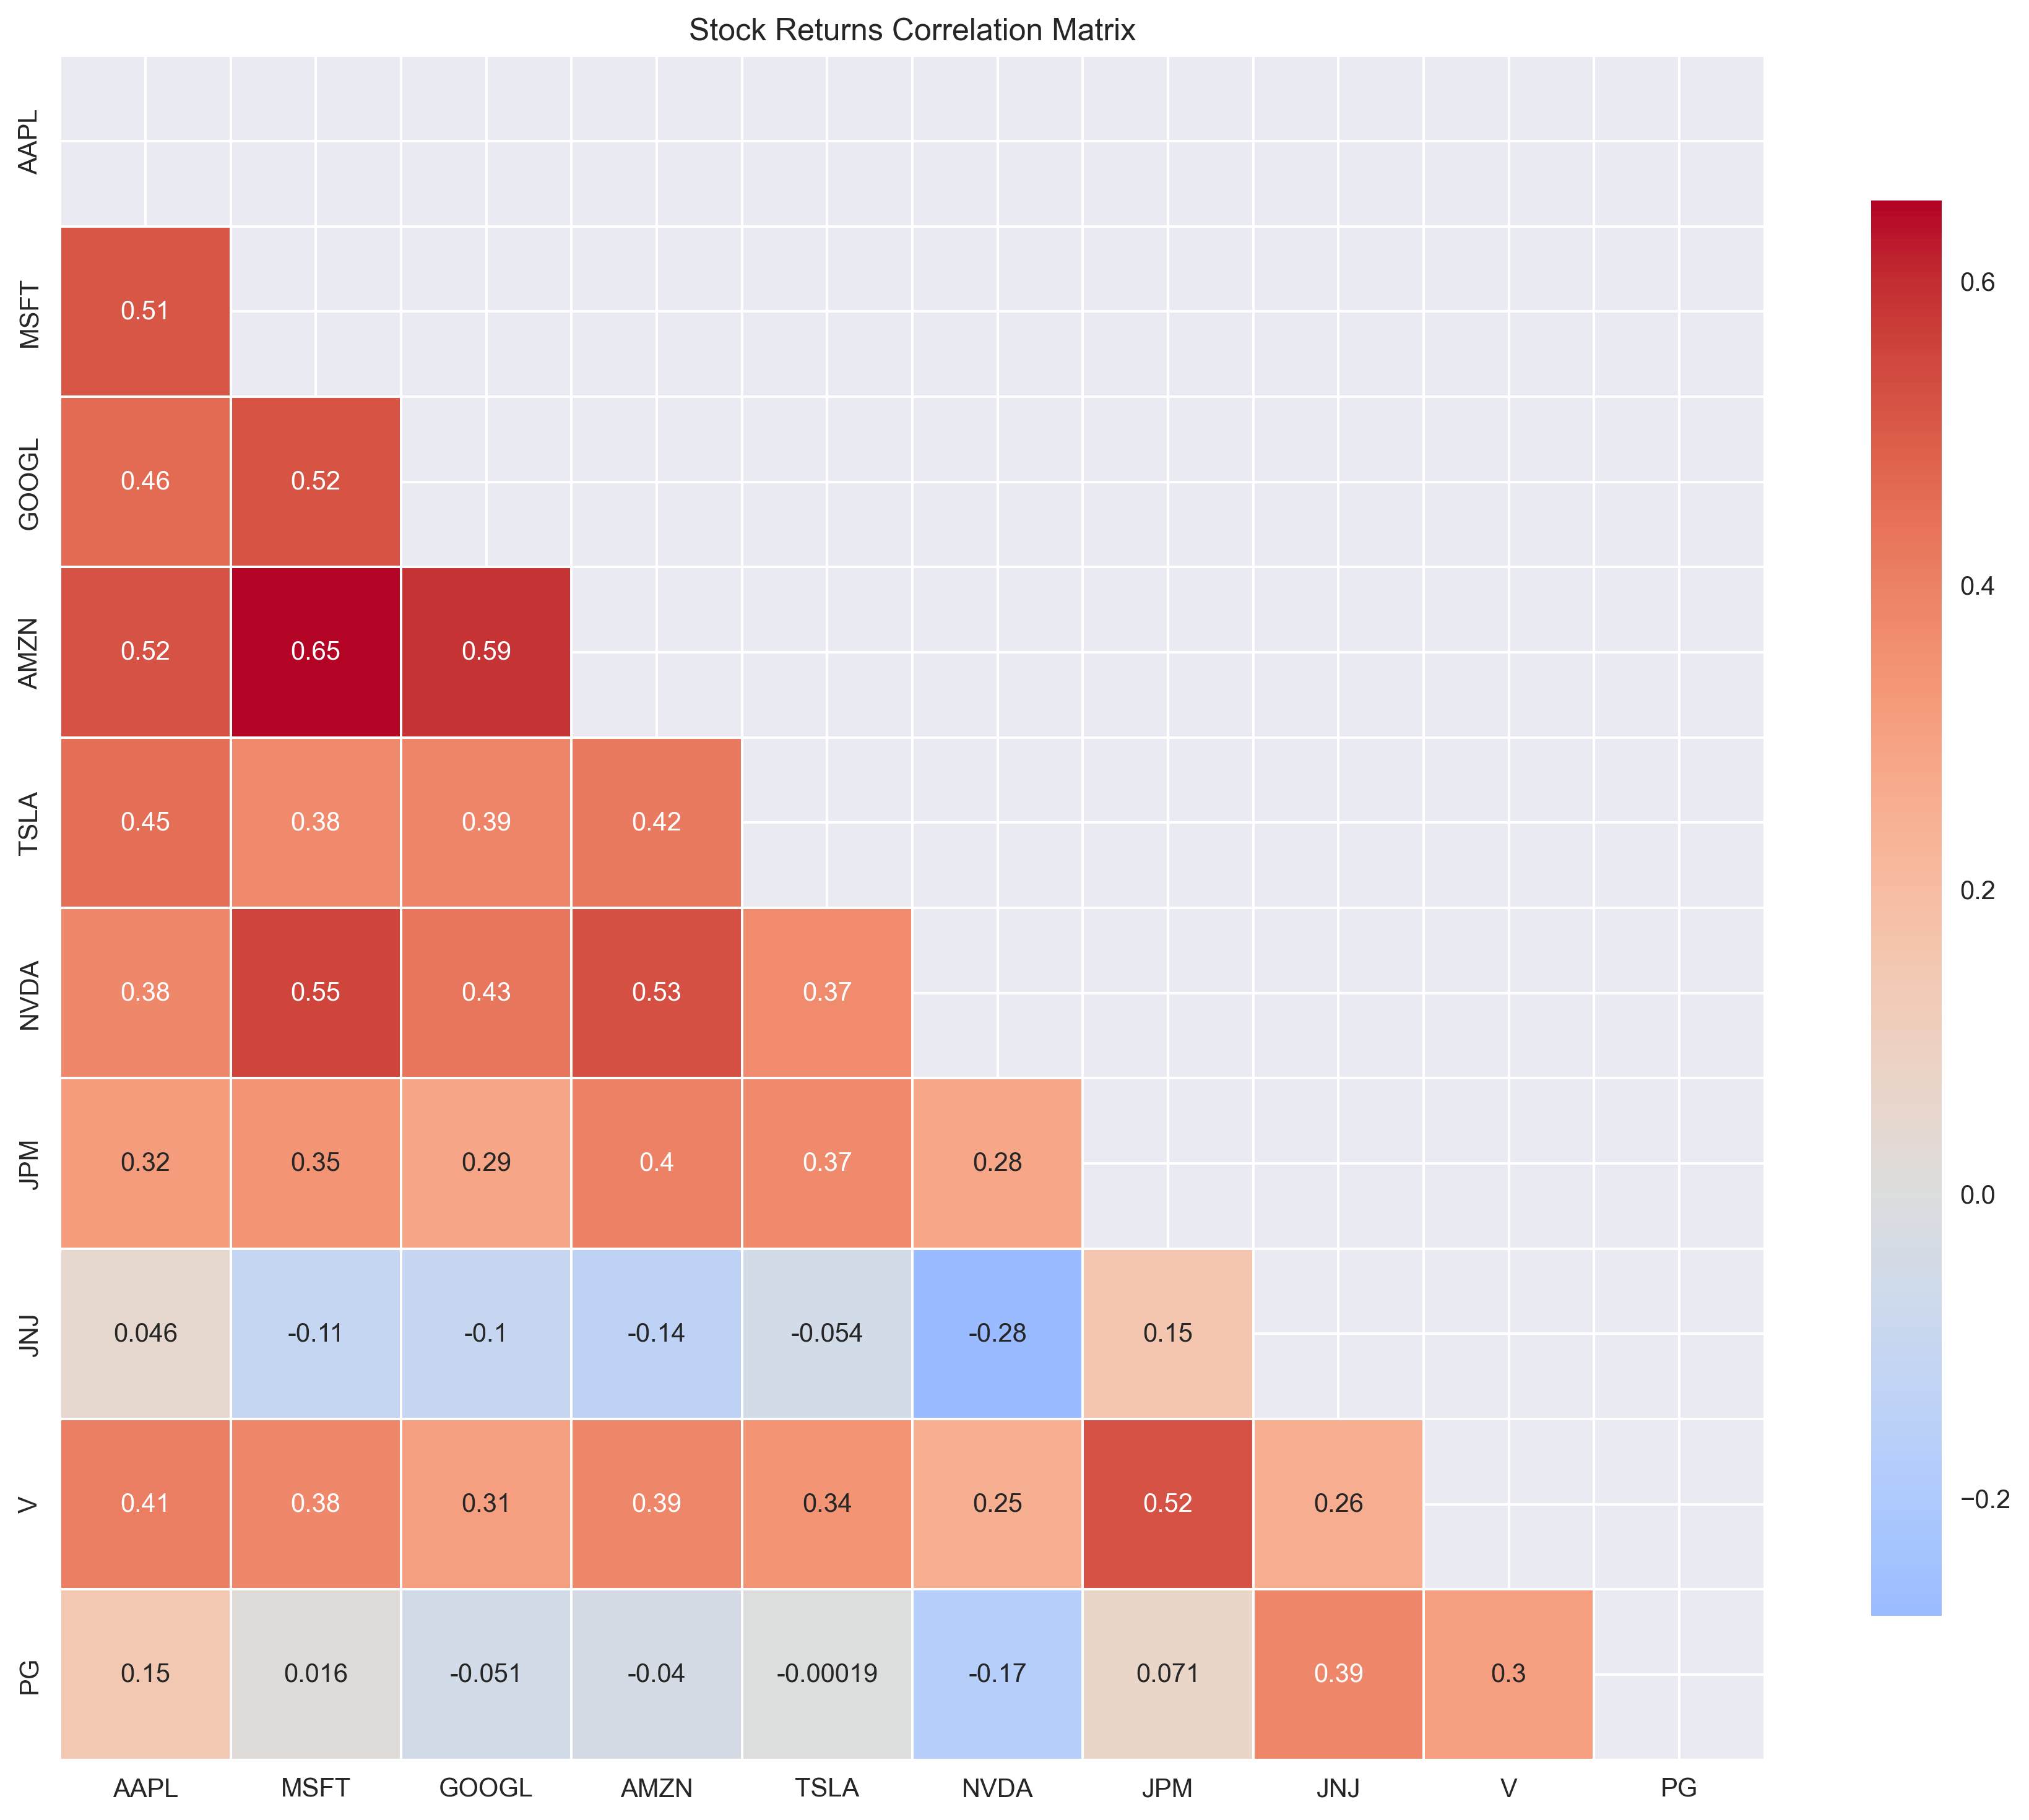 Stock Returns Correlation Matrix
AAPL
MSFT 0.51
GOOGL 0.46 0.52
AMZN 0.52 0.65 0.59
TSLA 0.45 0.38 0.39 0.42
NVDA 0.38 0.55 0.43 0.53 0.37
JPM 0.32 0.35 0.29 0.4 0.37 0.28
JNJ 0.046 -0.11 -0.1 -0.14 -0.054 -0.28 0.15
V 0.41 0.38 0.31 0.39 0.34 0.25 0.52 0.26
PG 0.15 0.016 -0.051 -0.04 -0.00019 -0.17 0.071 0.39 0.3
AAPL MSFT GOOGL AMZN TSLA NVDA JPM JNJ V PG
0.6
0.4
0.2
0.0
−0.2